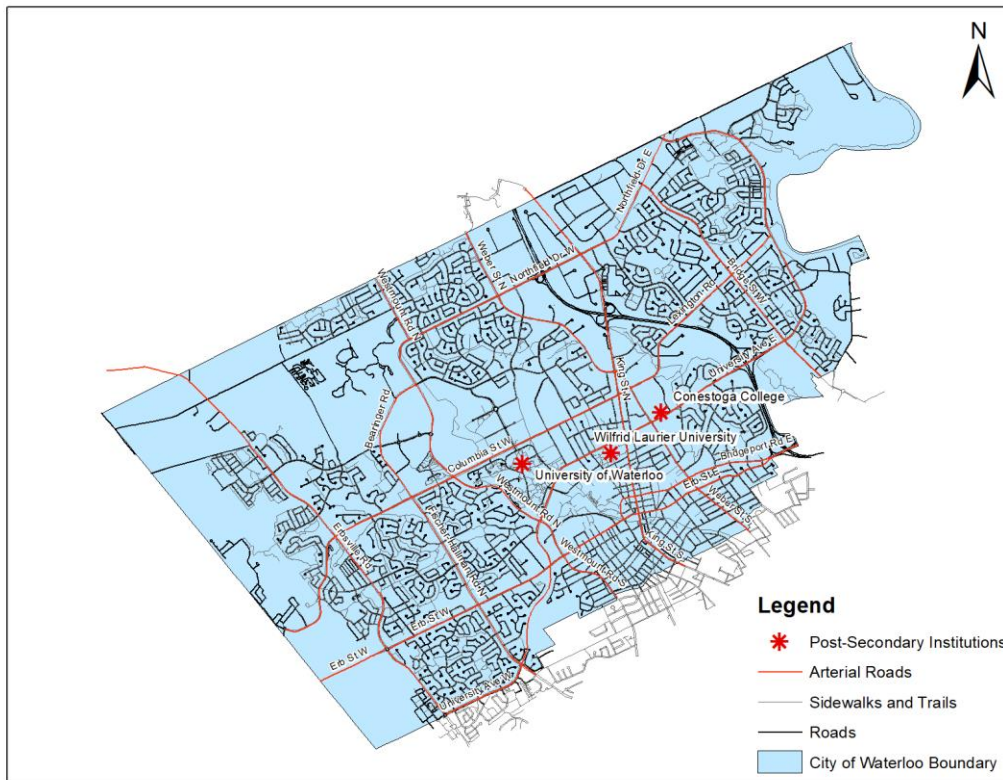 N
Northfield Dr E
Weber St N
Northfield Dr W
Westmount Rd N
Bridge St W
Lexington Rd
University Ave E
King St N
Conestoga College
Bearinger Rd
Wilfrid Laurier University
Columbia St W
University of Waterloo
Bridgeport Rd E
Erb St E
Weber St S
Westmount Rd N
Erbsville Rd
Fischer-Hallman Rd N
King St S
Westmount Rd S
Erb St W
Erb St W
University Ave W
Legend
Post-Secondary Institutions
Arterial Roads
Sidewalks and Trails
Roads
City of Waterloo Boundary